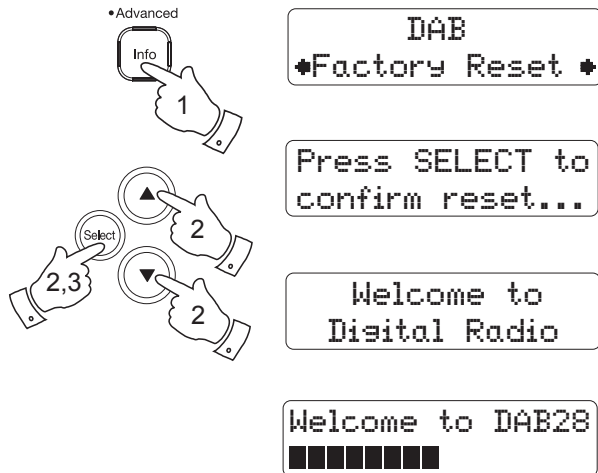 •Advanced
Info
1
2
Select
2,3
2
DAB
Factory Reset
Press SELECT to
confirm reset...
Welcome to
Digital Radio
Welcome to DAB28